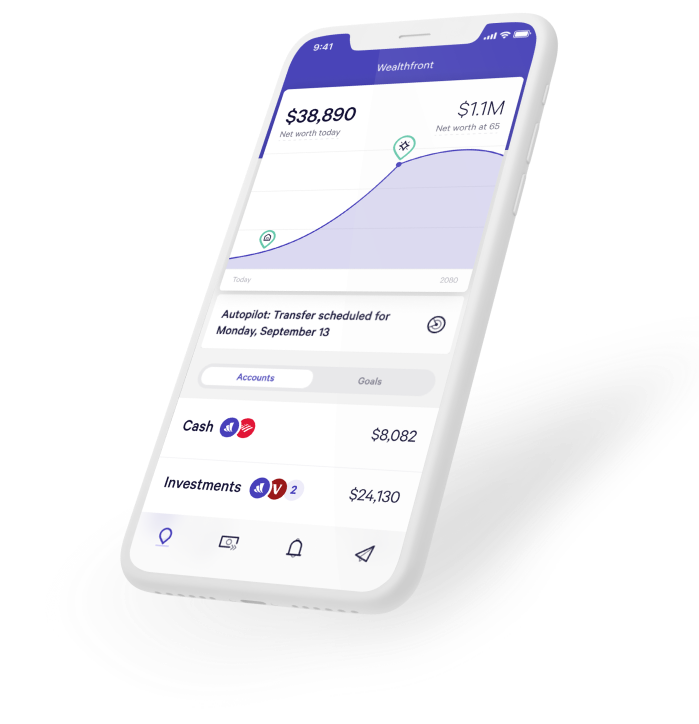 9:41
Wealthfront
$38,890
Net worth today
$1.1M
Net worth at 65
Today
2080
Autopilot: Transfer scheduled for
Monday, September 13
Accounts
Goals
Cash
$8,082
Investments
V
2
$24,130